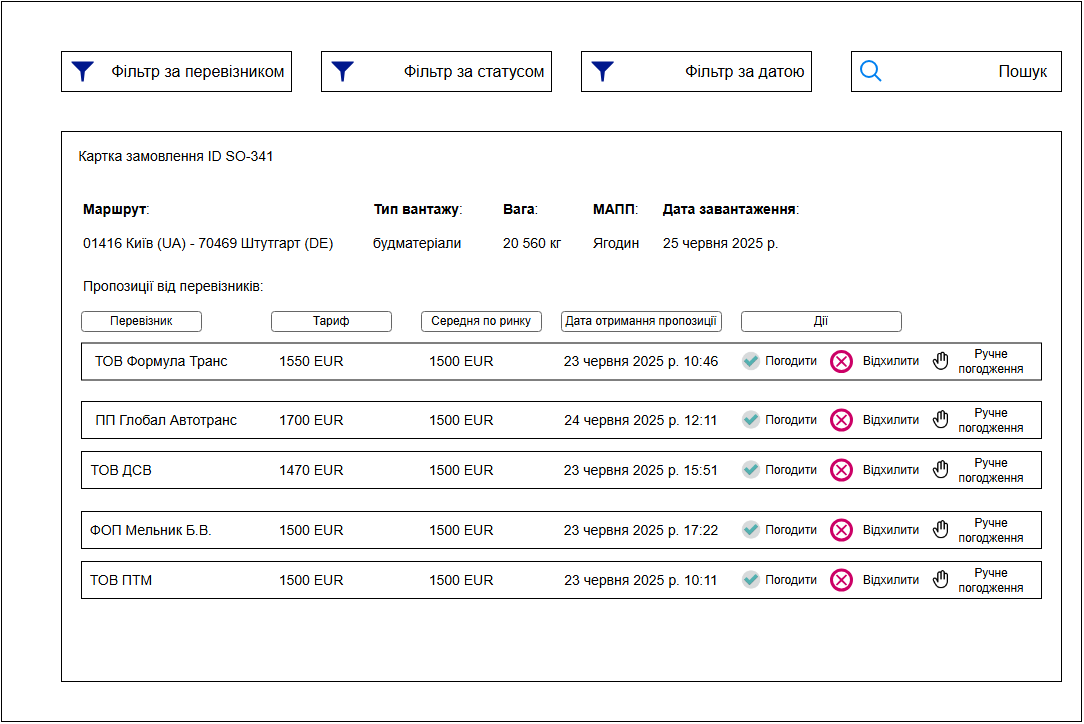 Фільтр за перевізником Фільтр за статусом Фільтр за датою Пошук
Картка замовлення ID SO-341
Маршрут: Тип вантажу: Вага: МАПП: Дата завантаження:
01416 Київ (UA) - 70469 Штутгарт (DE) будматеріали 20 560 кг Ягодин 25 червня 2025 р.
Пропозиції від перевізників:
Перевізник Тариф Середня по ринку Дата отримання пропозиції Дії
ТОВ Формула Транс 1550 EUR 1500 EUR 23 червня 2025 р. 10:46 Погодити Відхилити Ручне
погодження
ПП Глобал Автотранс 1700 EUR 1500 EUR 24 червня 2025 р. 12:11 Погодити Відхилити Ручне
погодження
ТОВ ДСВ 1470 EUR 1500 EUR 23 червня 2025 р. 15:51 Погодити Відхилити Ручне
погодження
ФОП Мельник Б.В. 1500 EUR 1500 EUR 23 червня 2025 р. 17:22 Погодити Відхилити Ручне
погодження
ТОВ ПТМ 1500 EUR 1500 EUR 23 червня 2025 р. 10:11 Погодити Відхилити Ручне
погодження